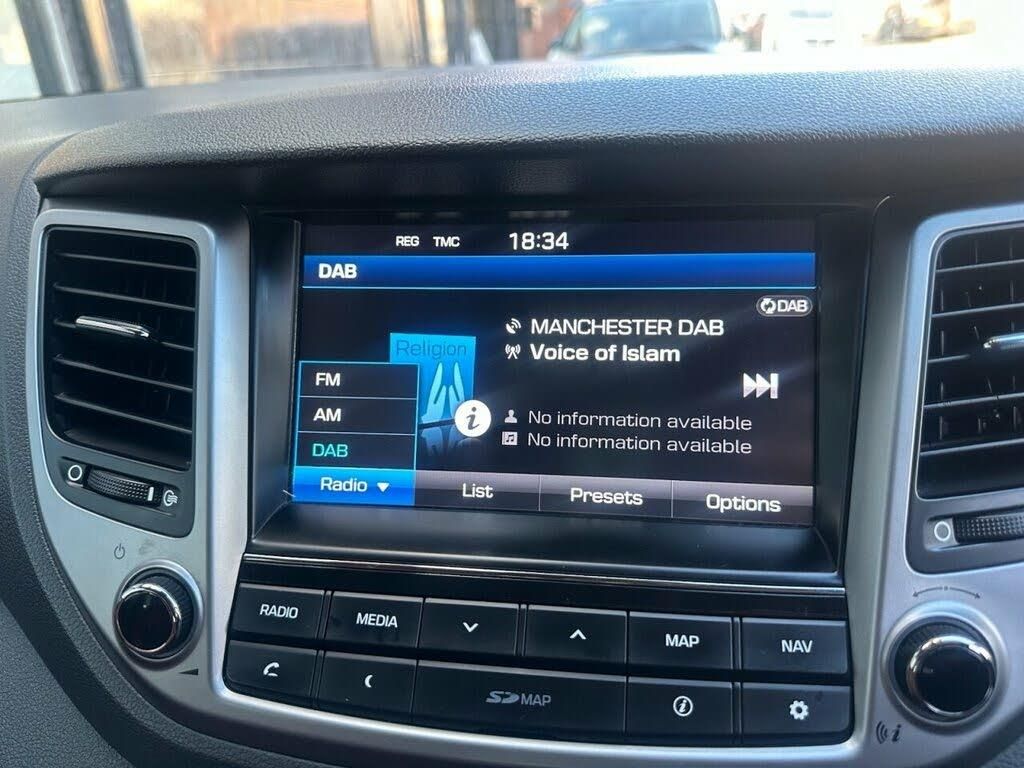 REG TMC 18:34
DAB
DAB
MANCHESTER DAB
Voice of Islam
Religion
FM
AM
DAB
No information available
No information available
Radio List Presets Options
RADIO MEDIA MAP NAV
SD MAP